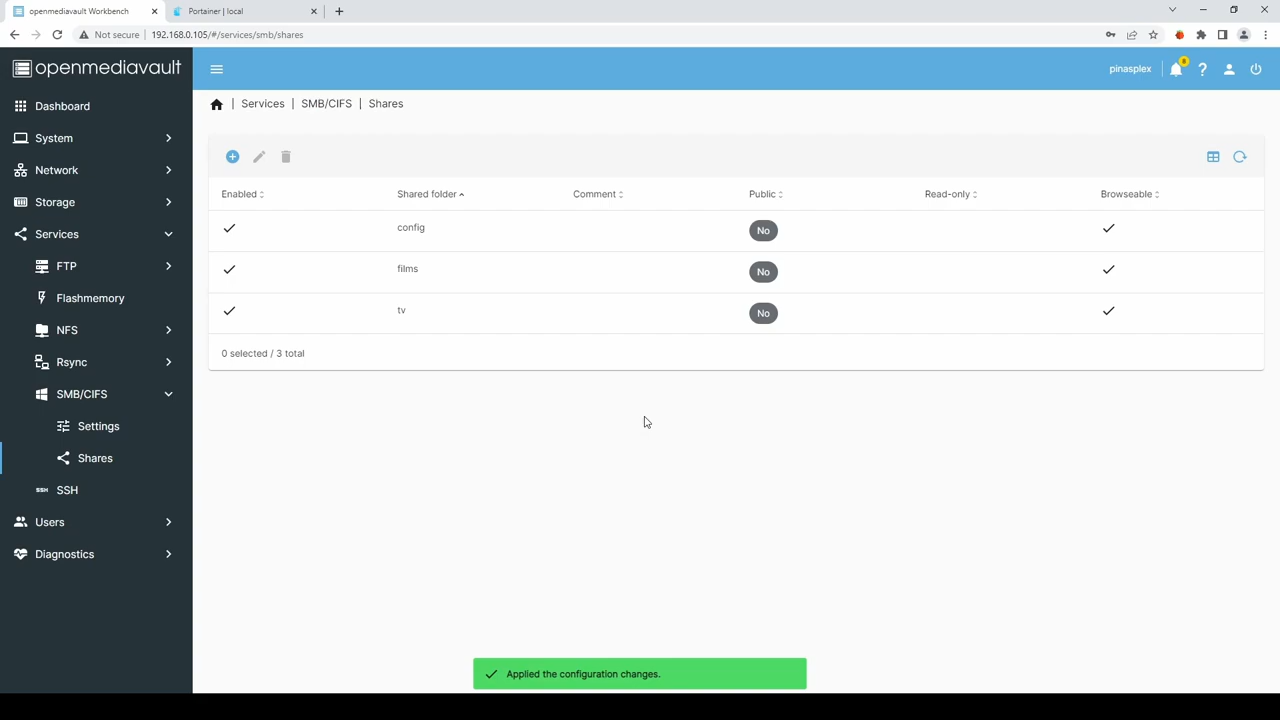 openmediavault Workbench
Portainer | local
Not secure
192.168.0.105/#/services/smb/shares
openmediavault
pinasplex
8
Dashboard
System
Network
Storage
Services
FTP
Flashmemory
NFS
Rsync
SMB/CIFS
Settings
Shares
SSH
SSH
Users
Diagnostics
| Services | SMB/CIFS | Shares
Enabled Shared folder Comment Public Read-only Browseable
config No
films No
tv No
0 selected / 3 total
Applied the configuration changes.